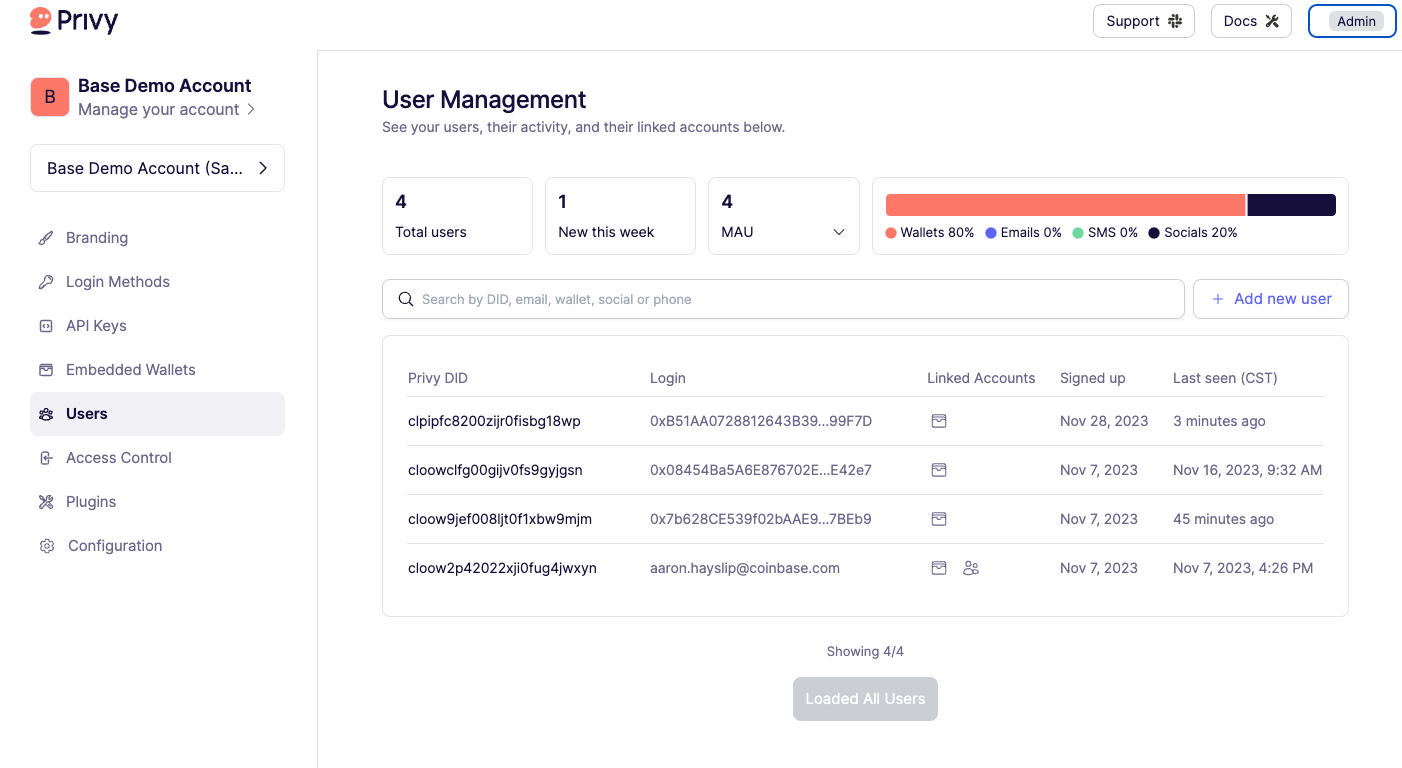 Privy
Support
Docs
Admin
B
Base Demo Account
Manage your account
Base Demo Account (Sa...
Branding
Login Methods
API Keys
Embedded Wallets
Users
Access Control
Plugins
Configuration
User Management
See your users, their activity, and their linked accounts below.
4
Total users
1
New this week
4
MAU
Wallets 80% Emails 0% SMS 0% Socials 20%
Search by DID, email, wallet, social or phone
+ Add new user
Privy DID Login Linked Accounts Signed up Last seen (CST)
clpipfc8200zijr0fisbg18wp 0xB51AA0728812643B39...99F7D Nov 28, 2023 3 minutes ago
cloowclfg00gijv0fs9gyjgsn 0x08454Ba5A6E876702E...E42e7 Nov 7, 2023 Nov 16, 2023, 9:32 AM
cloow9jef008ljt0f1xbw9mjm 0x7b628CE539f02bAAE9...7BEb9 Nov 7, 2023 45 minutes ago
cloow2p42022xji0fug4jwxyn aaron.hayslip@coinbase.com Nov 7, 2023 Nov 7, 2023, 4:26 PM
Showing 4/4
Loaded All Users